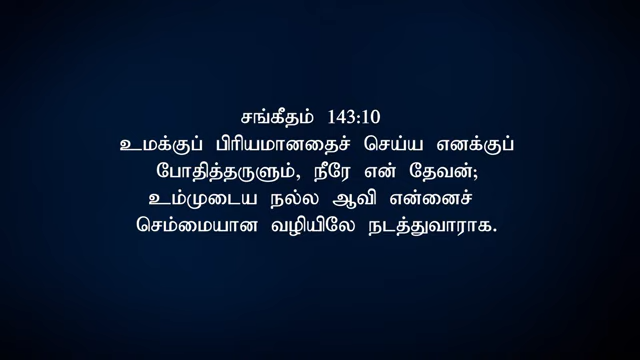 சங்கீதம் 143:10
உமக்குப் பிரியமானதைச் செய்ய எனக்குப்
போதித்தருளும், நீரே என் தேவன்;
உம்முடைய நல்ல ஆவி என்னைச்
செம்மையான வழியிலே நடத்துவாராக.